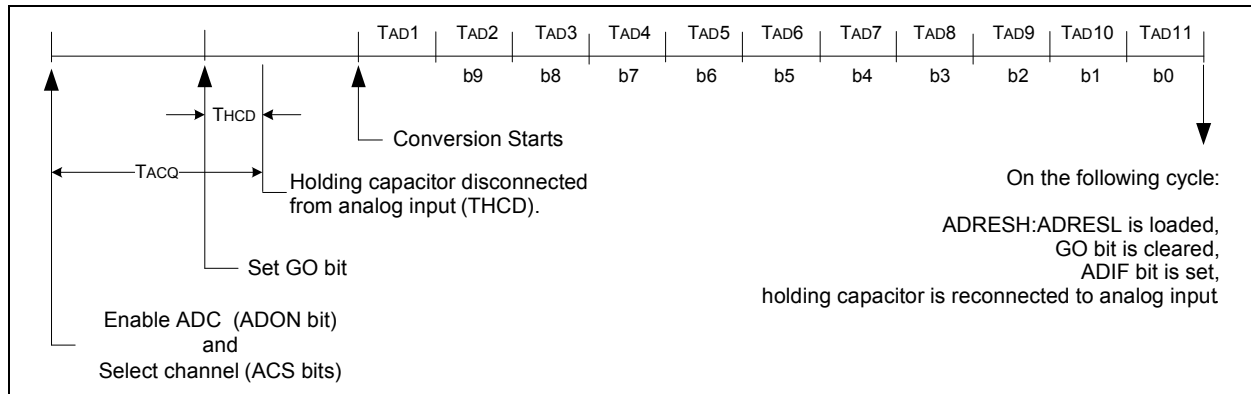 TAD1 TAD2 TAD3 TAD4 TAD5 TAD6 TAD7 TAD8 TAD9 TAD10 TAD11
b9 b8 b7 b6 b5 b4 b3 b2 b1 b0
THCD
Conversion Starts
TACQ
Holding capacitor disconnected
from analog input (THCD).
Set GO bit
Enable ADC (ADON bit)
and
Select channel (ACS bits)
On the following cycle:
ADRESH:ADRESL is loaded,
GO bit is cleared,
ADIF bit is set,
holding capacitor is reconnected to analog input